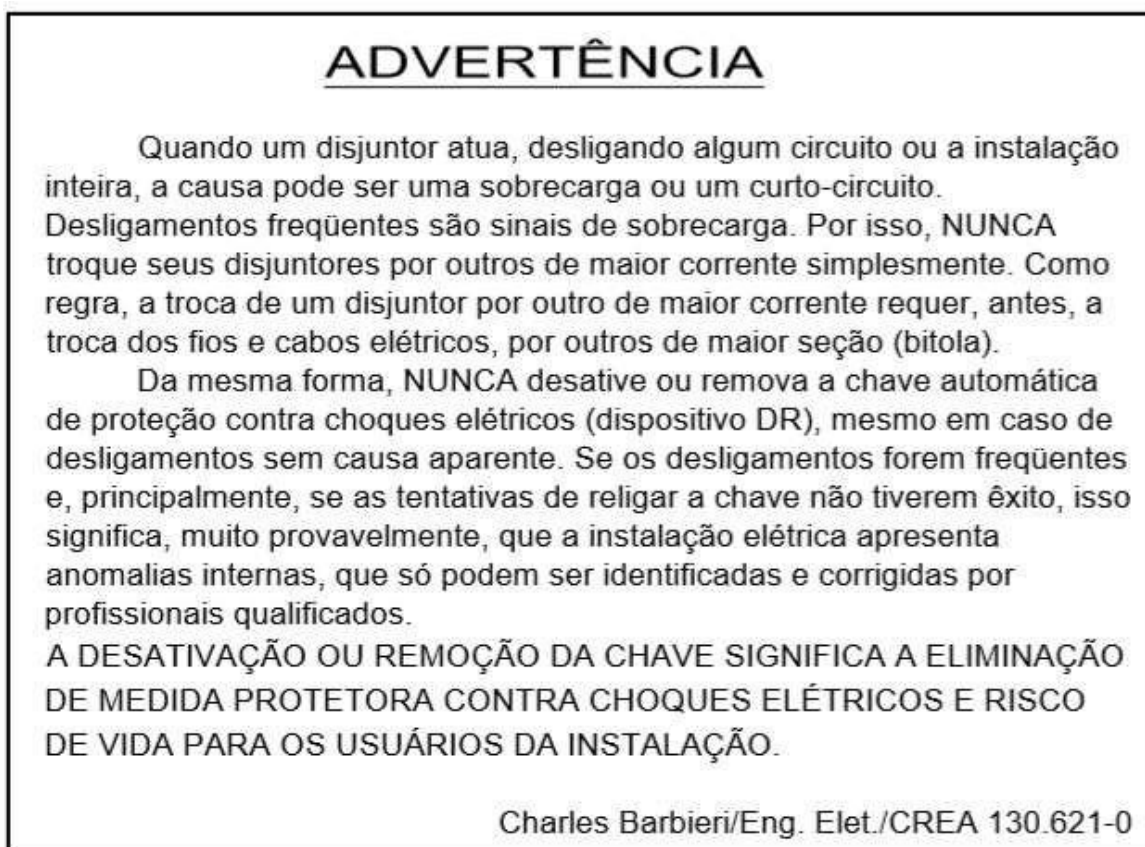 ADVERTÊNCIA
Quando um disjuntor atua, desligando algum circuito ou a instalação
inteira, a causa pode ser uma sobrecarga ou um curto-circuito.
Desligamentos freqüentes são sinais de sobrecarga. Por isso, NUNCA
troque seus disjuntores por outros de maior corrente simplesmente. Como
regra, a troca de um disjuntor por outro de maior corrente requer, antes, a
troca dos fios e cabos elétricos, por outros de maior seção (bitola).
Da mesma forma, NUNCA desative ou remova a chave automática
de proteção contra choques elétricos (dispositivo DR), mesmo em caso de
desligamentos sem causa aparente. Se os desligamentos forem freqüentes
e, principalmente, se as tentativas de religar a chave não tiverem êxito, isso
significa, muito provavelmente, que a instalação elétrica apresenta
anomalias internas, que só podem ser identificadas e corrigidas por
profissionais qualificados.
A DESATIVAÇÃO OU REMOÇÃO DA CHAVE SIGNIFICA A ELIMINAÇÃO
DE MEDIDA PROTETORA CONTRA CHOQUES ELÉTRICOS E RISCO
DE VIDA PARA OS USUÁRIOS DA INSTALAÇÃO.
Charles Barbieri/Eng. Elet./CREA 130.621-0